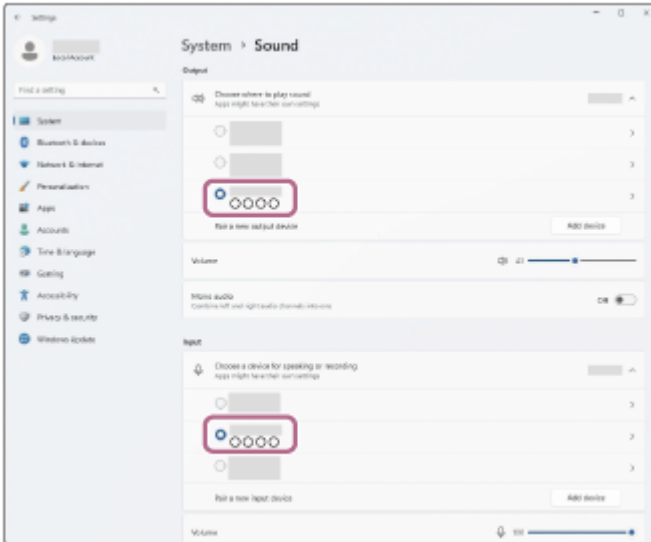 Settings
Local Account
Find a setting
System
Bluetooth & devices
Network & internet
Personalization
Apps
Accounts
Time & language
Gaming
Accessibility
Privacy & security
Windows Update
System > Sound
Output
Choose where to play sound
Apps might have their own settings
Pair a new output device
Add device
Volume
41
Mono audio
Combine left and right audio channels into one
Off
Input
Choose a device for speaking or recording
Apps might have their own settings
Pair a new input device
Add device
Volume
100